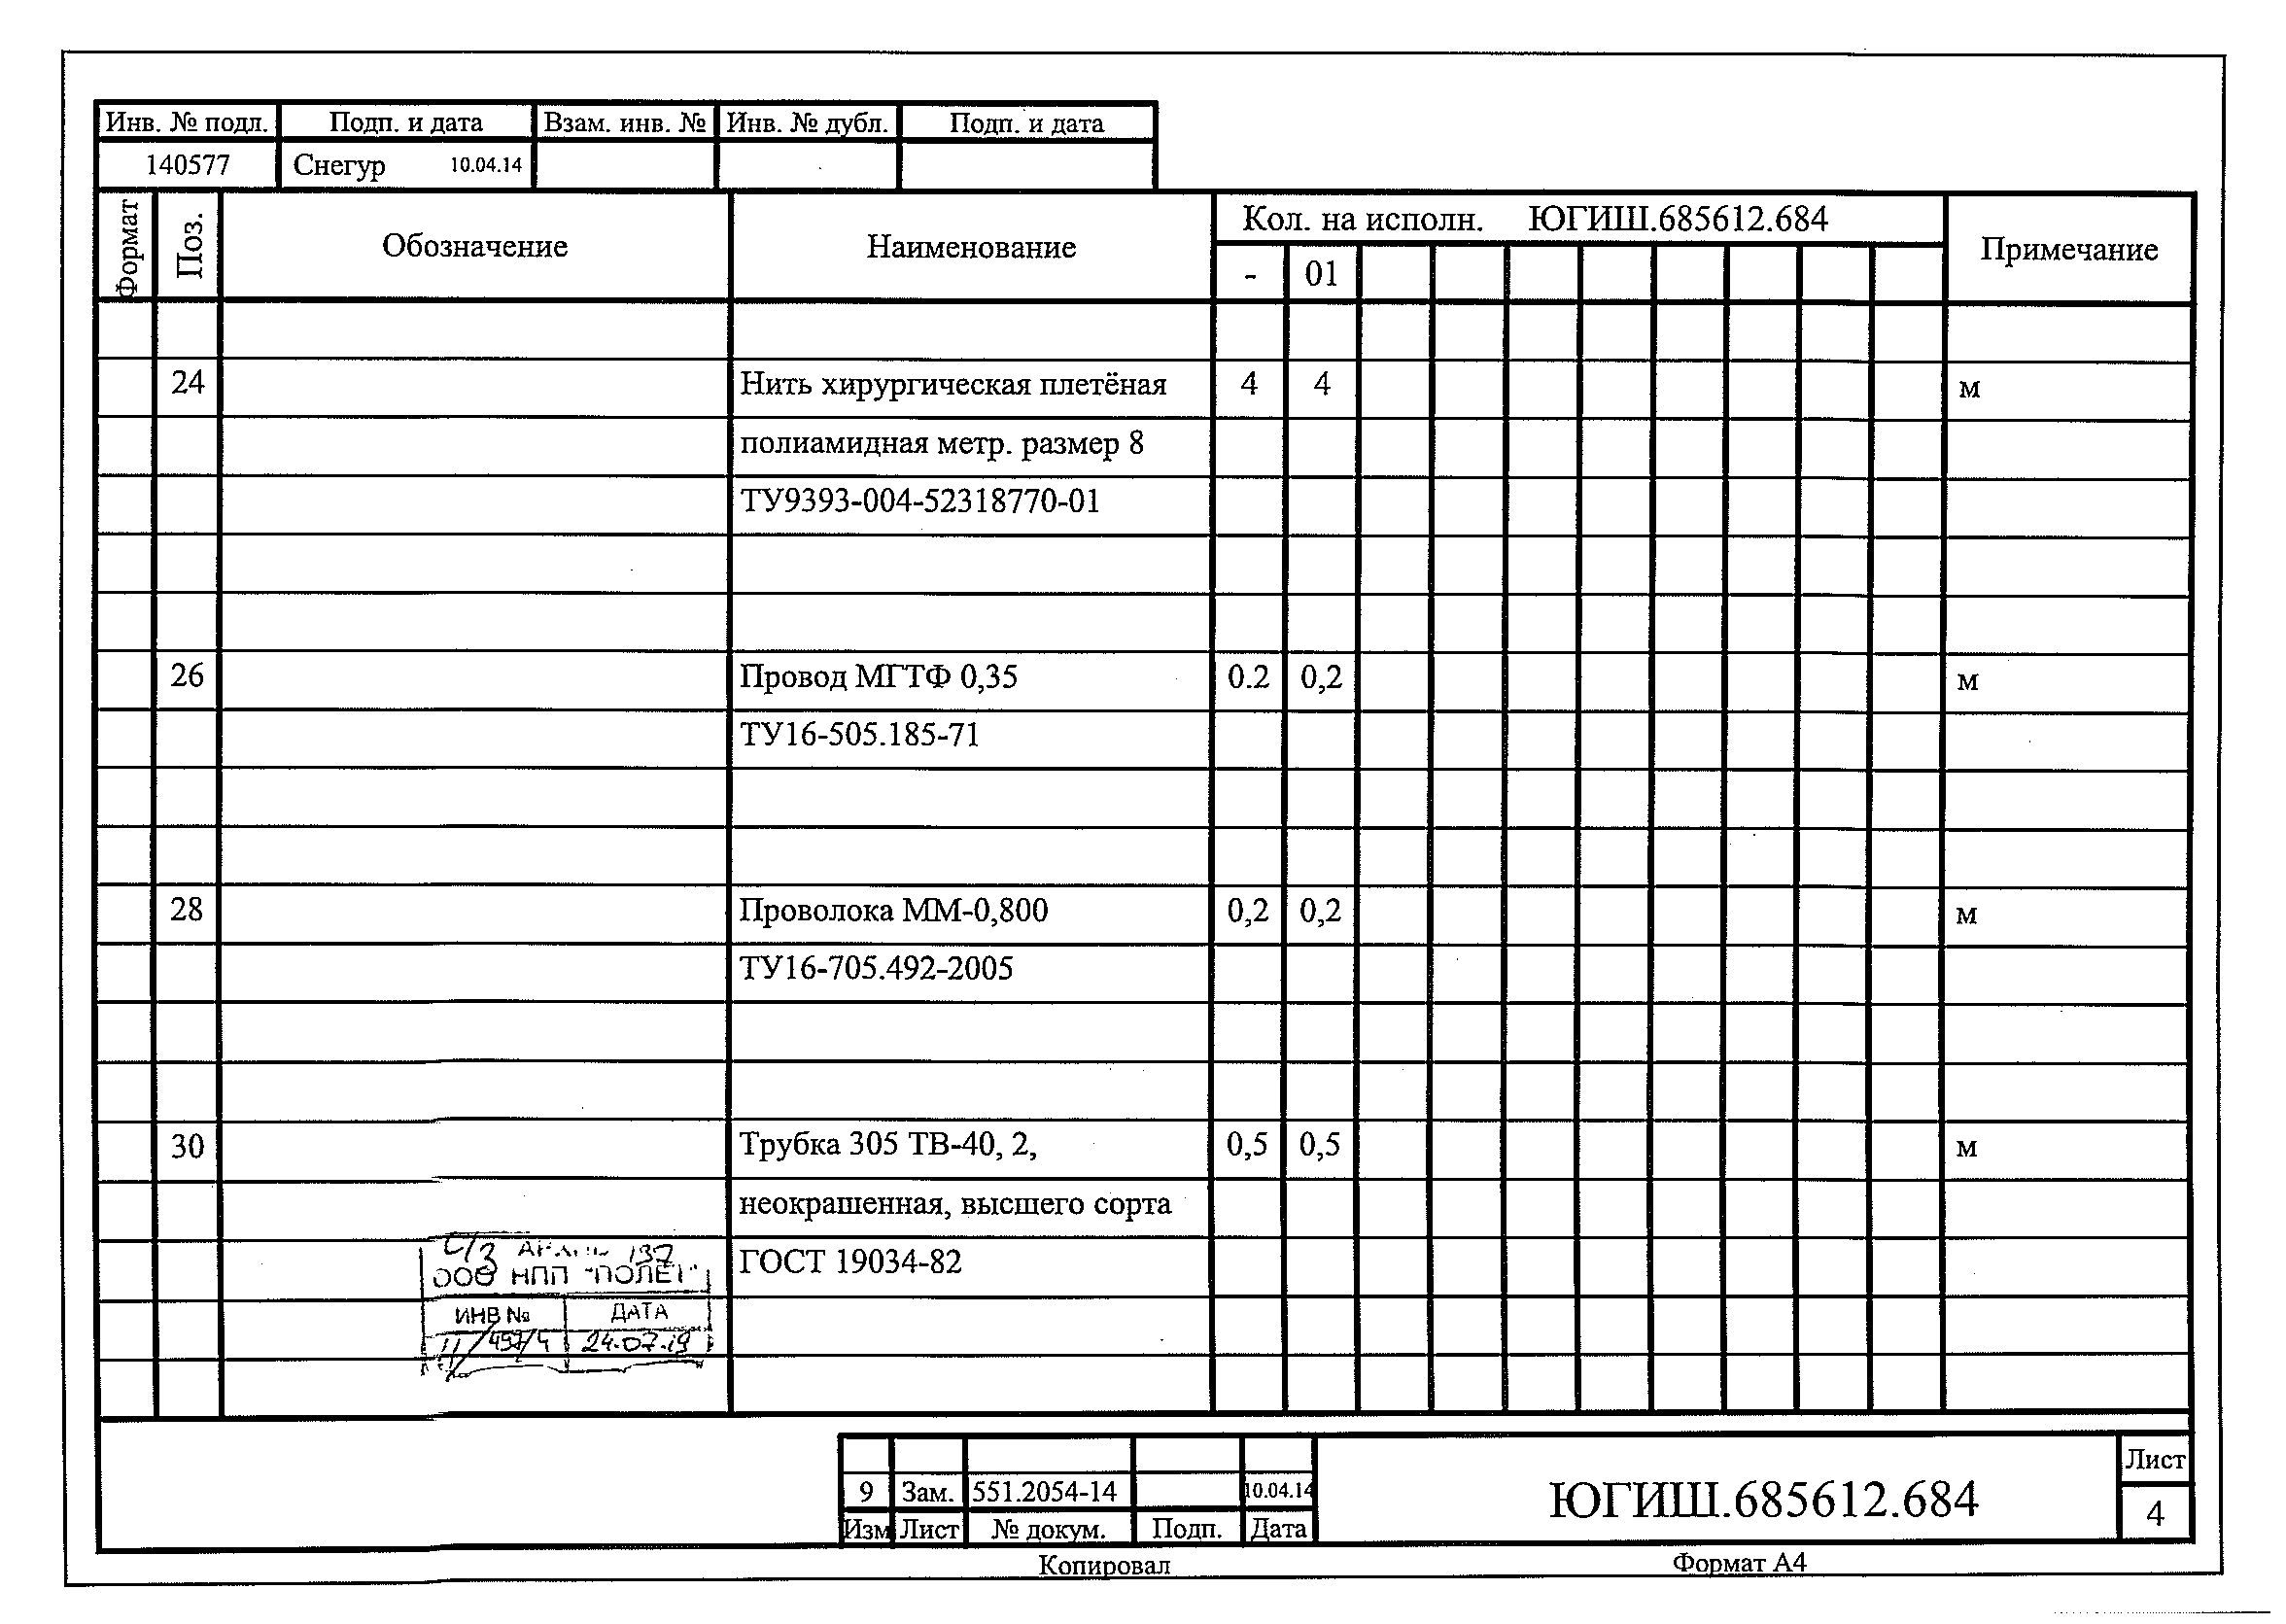 Инв. № подл. Подп. и дата Взам. инв. № Инв. № дубл. Подп. и дата
140577 Снегур 10.04.14
Формат Поз. Обозначение Наименование Кол. на исполн. ЮГИШ.685612.684 Примечание
- 01
24 Нить хирургическая плетёная 4 4 м
полиамидная метр. размер 8
ТУ9393-004-52318770-01
26 Провод МГТФ 0,35 0.2 0,2 м
ТУ16-505.185-71
28 Проволока ММ-0,800 0,2 0,2 м
ТУ16-705.492-2005
30 Трубка 305 ТВ-40, 2, 0,5 0,5 м
неокрашенная, высшего сорта
ГОСТ 19034-82
ООО НПП "ПОЛЕТ"
ИНВ № ДАТА
24.07.19
9 Зам. 551.2054-14 10.04.14
Изм Лист № докум. Подп. Дата
ЮГИШ.685612.684
Лист
4
Копировал Формат А4